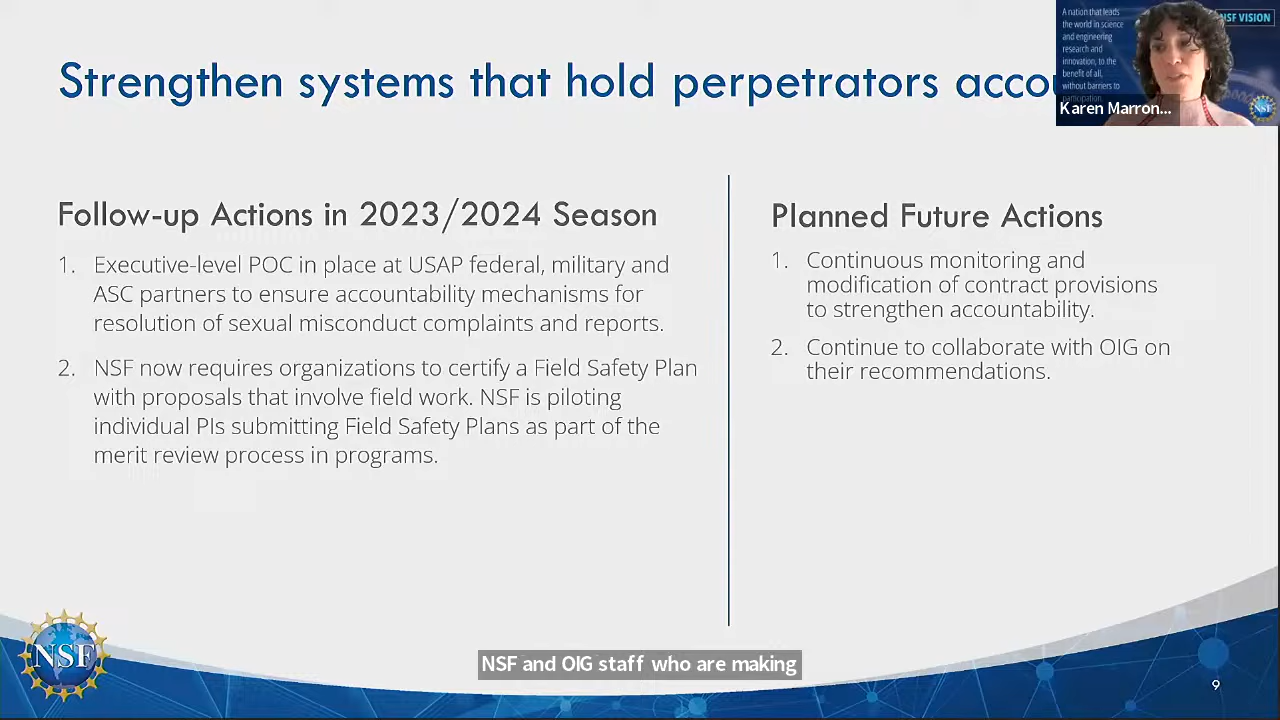 Strengthen systems that hold perpetrators acco
A nation that leads
the world in science
and engineering
research and
innovation, to the
benefit of all,
without barriers to
participation.
NSF VISION
Karen Marron...
NSF
Follow-up Actions in 2023/2024 Season
1. Executive-level POC in place at USAP federal, military and
ASC partners to ensure accountability mechanisms for
resolution of sexual misconduct complaints and reports.
2. NSF now requires organizations to certify a Field Safety Plan
with proposals that involve field work. NSF is piloting
individual PIs submitting Field Safety Plans as part of the
merit review process in programs.
Planned Future Actions
1. Continuous monitoring and
modification of contract provisions
to strengthen accountability.
2. Continue to collaborate with OIG on
their recommendations.
NSF
NSF and OIG staff who are making
9